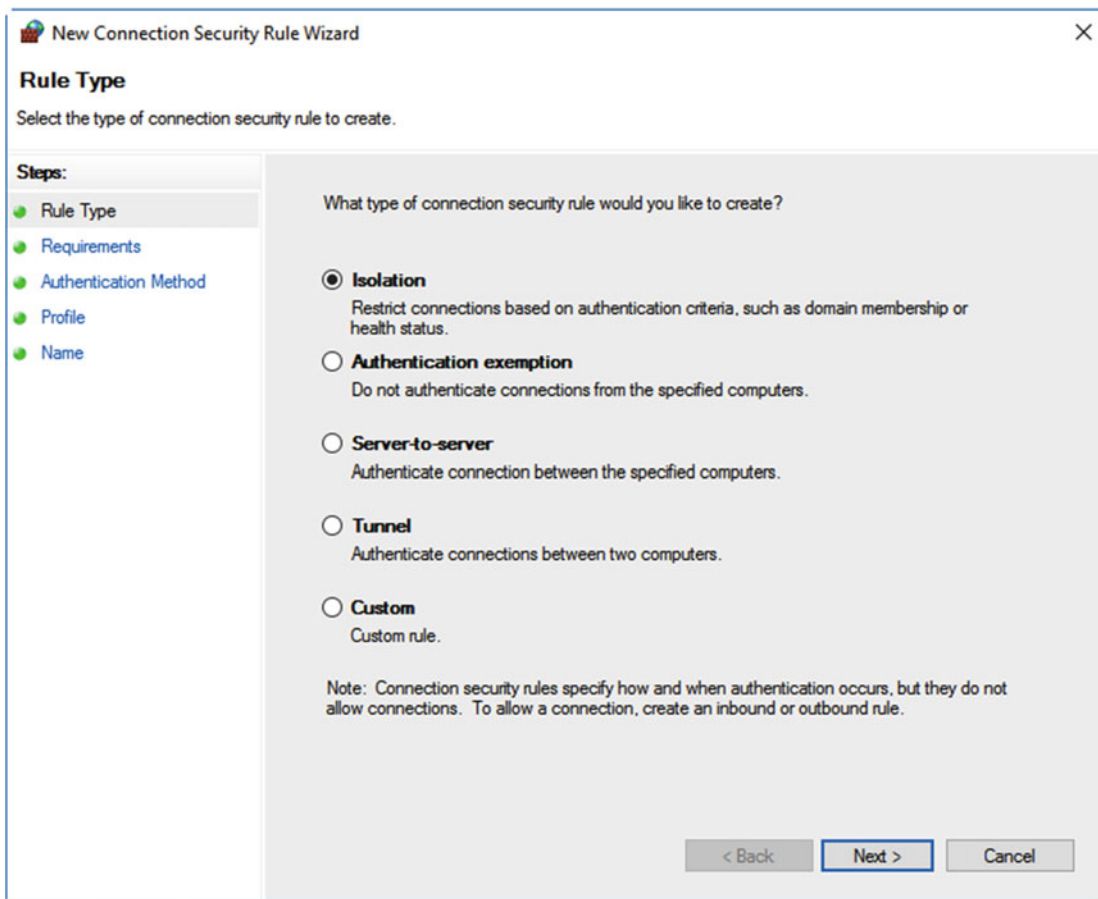 New Connection Security Rule Wizard
Rule Type
Select the type of connection security rule to create.
Steps:
Rule Type
Requirements
Authentication Method
Profile
Name
What type of connection security rule would you like to create?
Isolation
Restrict connections based on authentication criteria, such as domain membership or
health status.
Authentication exemption
Do not authenticate connections from the specified computers.
Server-to-server
Authenticate connection between the specified computers.
Tunnel
Authenticate connections between two computers.
Custom
Custom rule.
Note: Connection security rules specify how and when authentication occurs, but they do not
allow connections. To allow a connection, create an inbound or outbound rule.
< Back
Next >
Cancel